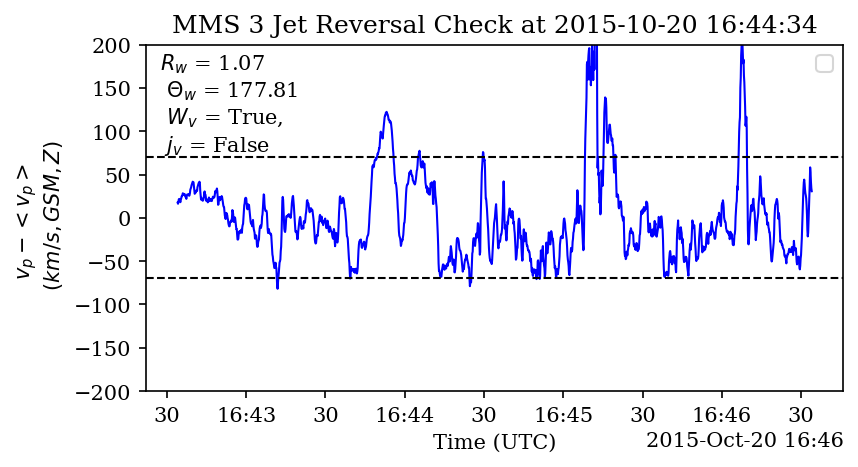 MMS 3 Jet Reversal Check at 2015-10-20 16:44:34
R_w = 1.07
Θ_w = 177.81
W_v = True,
j_v = False
v_p − < v_p >
(km/s, GSM, Z)
200
150
100
50
0
−50
−100
−150
−200
30 16:43 30 16:44 30 16:45 30 16:46 30
Time (UTC) 2015-Oct-20 16:46